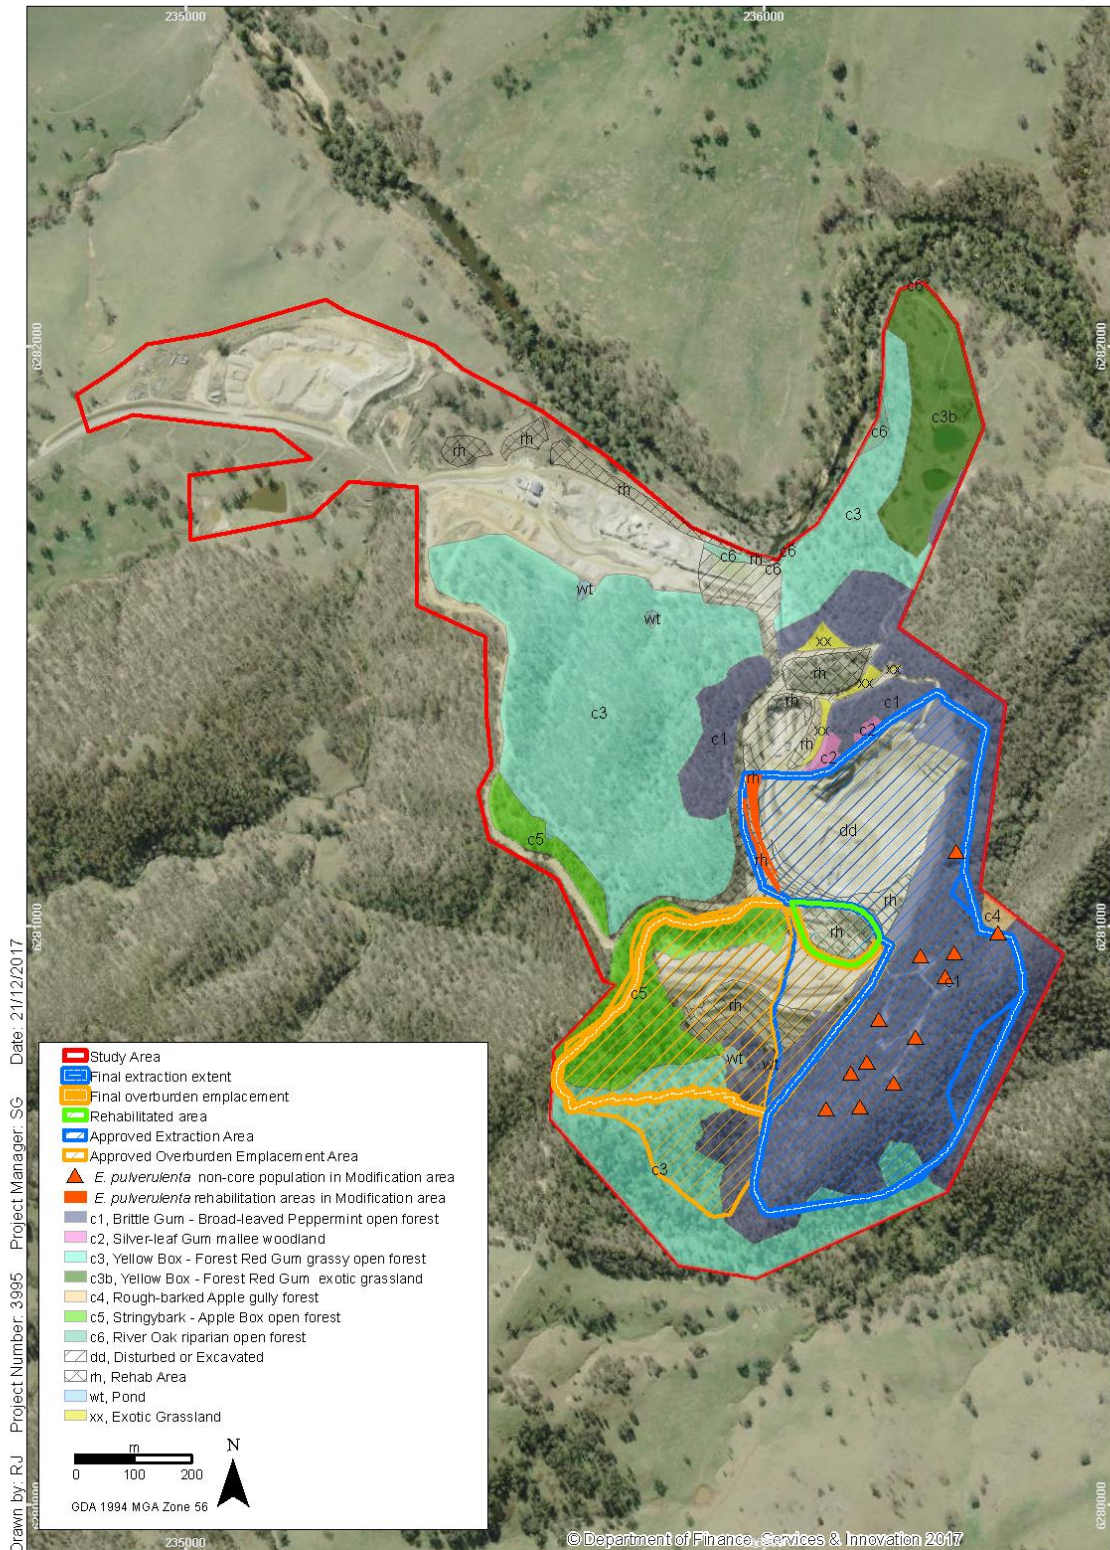 235000
236000
6282000
6282000
c6
c3b
c6
rh
rh
rh
c3
c6
rh
c6
c6
wt
wt
xx
xx
rh
xx
rh
c1
c3
c1
c2
xx
rh
c2
rh
dd
c5
rh
rh
6281000
6281000
c4
rh
c1
c5
rh
wt
wt
c3
Study Area
Final extraction extent
Final overburden emplacement
Rehabilitated area
Approved Extraction Area
Approved Overburden Emplacement Area
E. pulverulenta non-core population in Modification area
E. pulverulenta rehabilitation areas in Modification area
c1, Brittle Gum - Broad-leaved Peppermint open forest
c2, Silver-leaf Gum mallee woodland
c3, Yellow Box - Forest Red Gum grassy open forest
c3b, Yellow Box - Forest Red Gum exotic grassland
c4, Rough-barked Apple gully forest
c5, Stringybark - Apple Box open forest
c6, River Oak riparian open forest
dd, Disturbed or Excavated
rh, Rehab Area
wt, Pond
xx, Exotic Grassland
m
0 100 200
N
GDA 1994 MGA Zone 56
6280000
235000
© Department of Finance, Services & Innovation 2017
Drawn by: RJ Project Number: 3995 Project Manager: SG Date: 21/12/2017